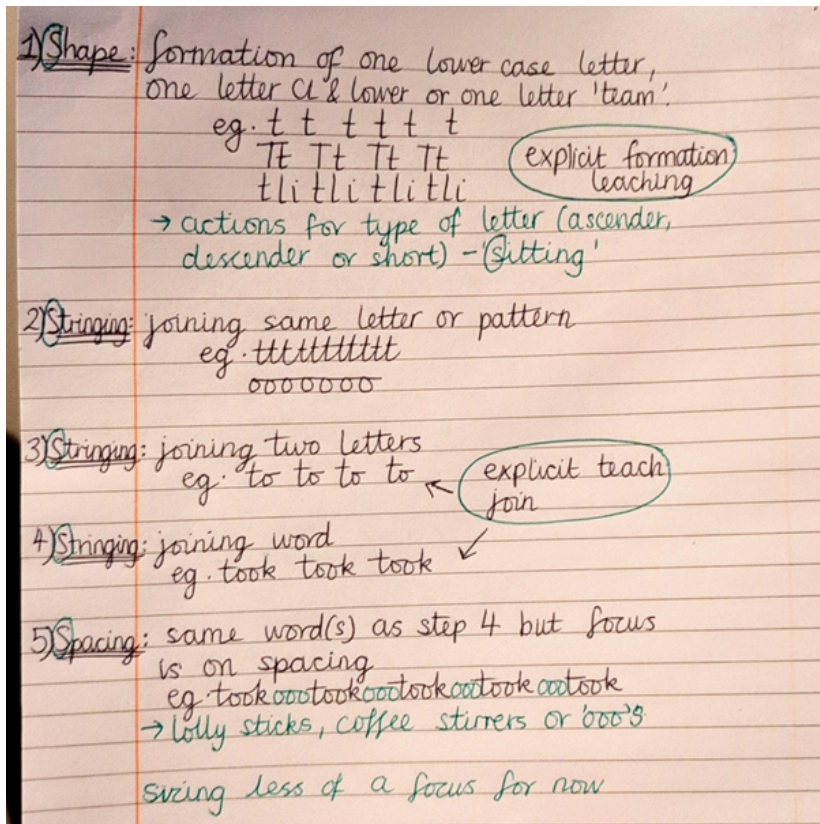 1) Shape: formation of one lower case letter,
one letter CL & lower or one letter 'team'.
eg. t t t t t t
Tt Tt Tt Tt
tli tli tli tli
explicit formation
teaching
→ actions for type of letter (ascender,
descender or short) - 'Sitting'
2) Stringing: joining same letter or pattern
eg. ttttttttttt
ooooooo
3) Stringing: joining two letters
eg. to to to to
explicit teach
join
4) Stringing: joining word
eg. took took took
5) Spacing: same word(s) as step 4 but focus
is on spacing
eg. tookoootookoootookoootookoootook
→ lolly sticks, coffee stirrers or 'ooo's
sizing less of a focus for now